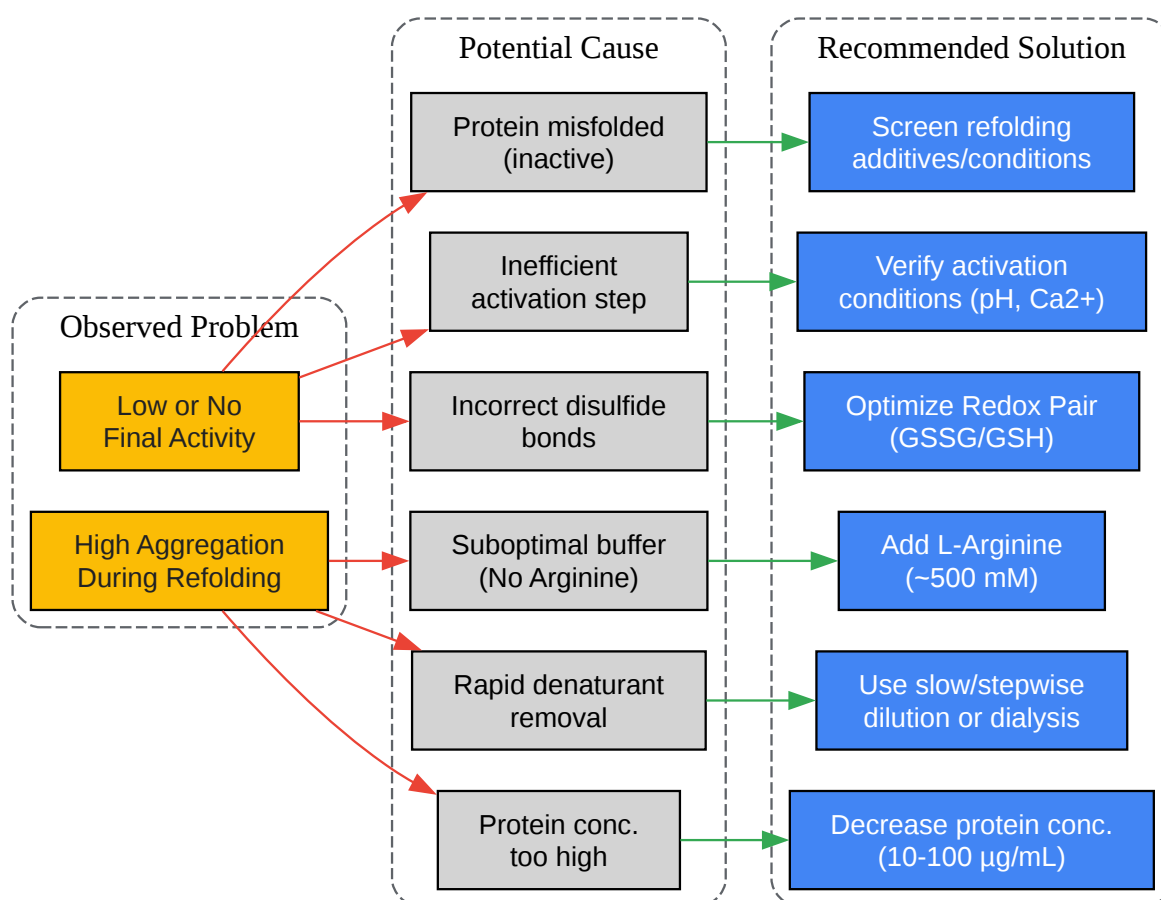 Potential Cause
Recommended Solution
Protein misfolded
(inactive)
Screen refolding
additives/conditions
Inefficient
activation step
Verify activation
conditions (pH, Ca2+)
Observed Problem
Low or No
Final Activity
Incorrect disulfide
bonds
Optimize Redox Pair
(GSSG/GSH)
High Aggregation
During Refolding
Suboptimal buffer
(No Arginine)
Add L-Arginine
(~500 mM)
Rapid denaturant
removal
Use slow/stepwise
dilution or dialysis
Protein conc.
too high
Decrease protein conc.
(10-100 µg/mL)